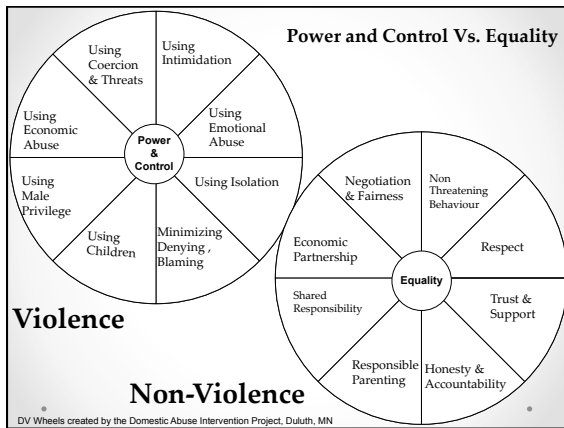 Power and Control Vs. Equality
Using
Coercion
& Threats
Using
Intimidation
Using
Economic
Abuse
Using
Emotional
Abuse
Power
&
Control
Using
Male
Privilege
Using Isolation
Using
Children
Minimizing
Denying ,
Blaming
Violence
Negotiation
& Fairness
Non
Threatening
Behaviour
Economic
Partnership
Respect
Equality
Shared
Responsibility
Trust &
Support
Responsible
Parenting
Honesty &
Accountability
Non-Violence
DV Wheels created by the Domestic Abuse Intervention Project, Duluth, MN